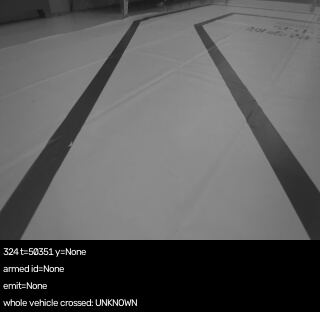 324 t=50351 y=None
armed id=None
emit=None
whole vehicle crossed: UNKNOWN